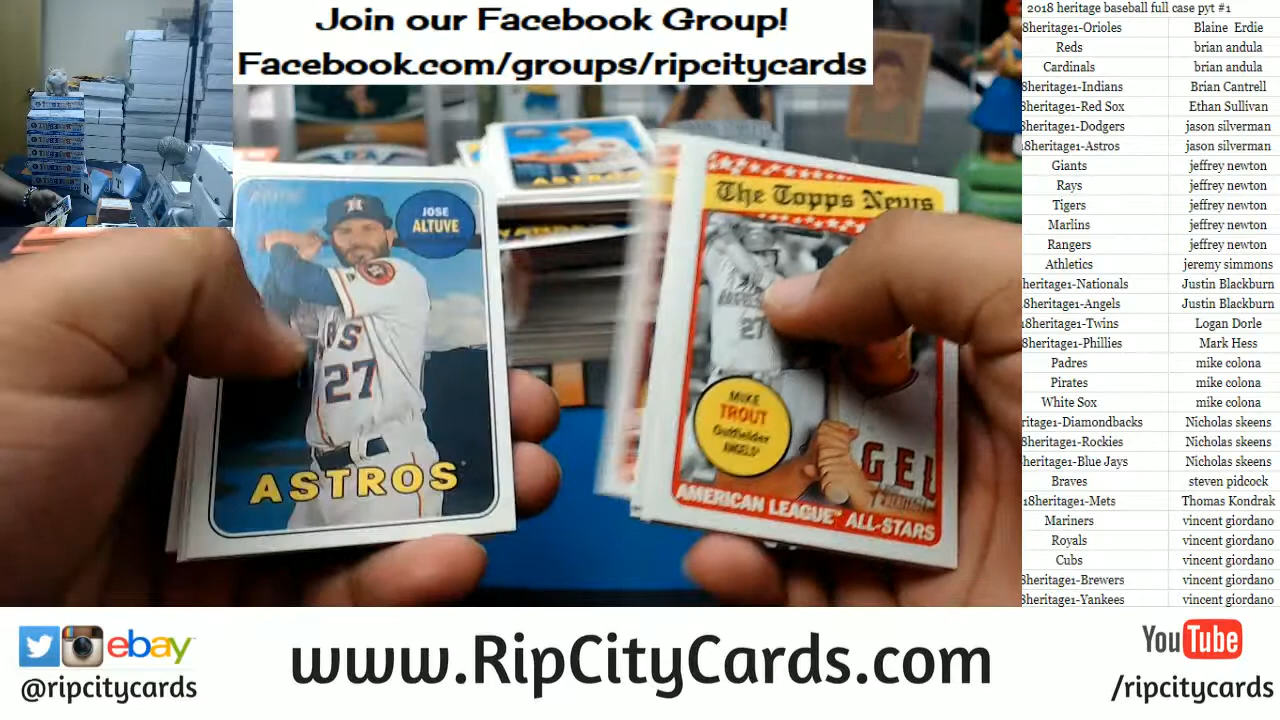 Join our Facebook Group!
Facebook.com/groups/ripcitycards
2018 heritage baseball full case pyt #1
8heritage1-Orioles Blaine Erdie
Reds brian andula
Cardinals brian andula
8heritage1-Indians Brian Cantrell
8heritage1-Red Sox Ethan Sullivan
8heritage1-Dodgers jason silverman
8heritage1-Astros jason silverman
Giants jeffrey newton
Rays jeffrey newton
Tigers jeffrey newton
Marlins jeffrey newton
Rangers jeffrey newton
Athletics jeremy simmons
heritage1-Nationals Justin Blackburn
8heritage1-Angels Justin Blackburn
18heritage1-Twins Logan Dorle
8heritage1-Phillies Mark Hess
Padres mike colona
Pirates mike colona
White Sox mike colona
ritage1-Diamondbacks Nicholas skeens
8heritage1-Rockies Nicholas skeens
heritage1-Blue Jays Nicholas skeens
Braves steven pidcock
18heritage1-Mets Thomas Kondrak
Mariners vincent giordano
Royals vincent giordano
Cubs vincent giordano
8heritage1-Brewers vincent giordano
8heritage1-Yankees vincent giordano
JOSE
ALTUVE
27
ASTROS
The Topps News
27
MIKE
TROUT
Outfielder
ANGELS
GEL
AMERICAN LEAGUE ALL-STARS
ebay
@ripcitycards
www.RipCityCards.com
YouTube
/ripcitycards